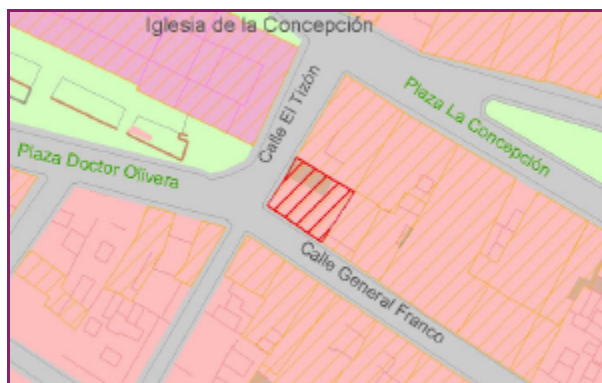 Iglesia de la Concepción
Calle El Tizón
Plaza La Concepción
Plaza Doctor Olivera
Calle General Franco